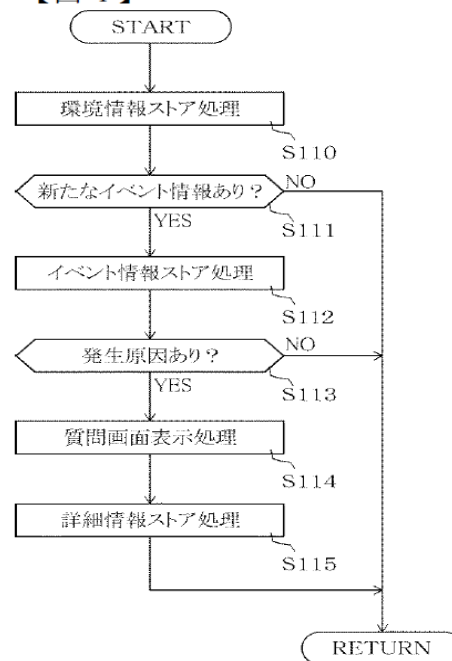 START
環境情報ストア処理
S110
新たなイベント情報あり？
NO
S111
YES
イベント情報ストア処理
S112
発生原因あり？
NO
S113
YES
質問画面表示処理
S114
詳細情報ストア処理
S115
RETURN